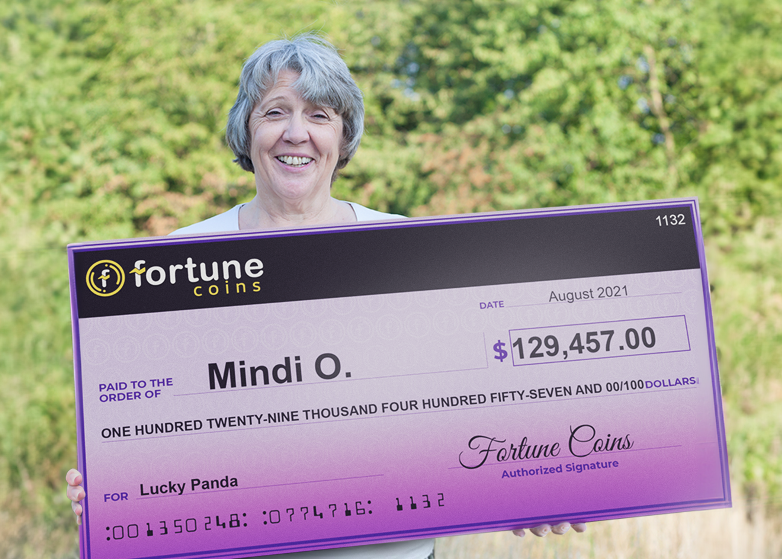 1132
fortune
coins
DATE August 2021
PAID TO THE
ORDER OF Mindi O. $129,457.00
ONE HUNDRED TWENTY-NINE THOUSAND FOUR HUNDRED FIFTY-SEVEN AND 00/100 DOLLARS
Fortune Coins
Authorized Signature
FOR Lucky Panda
⑆001350248⑆ ⑆0774716⑆ 1132